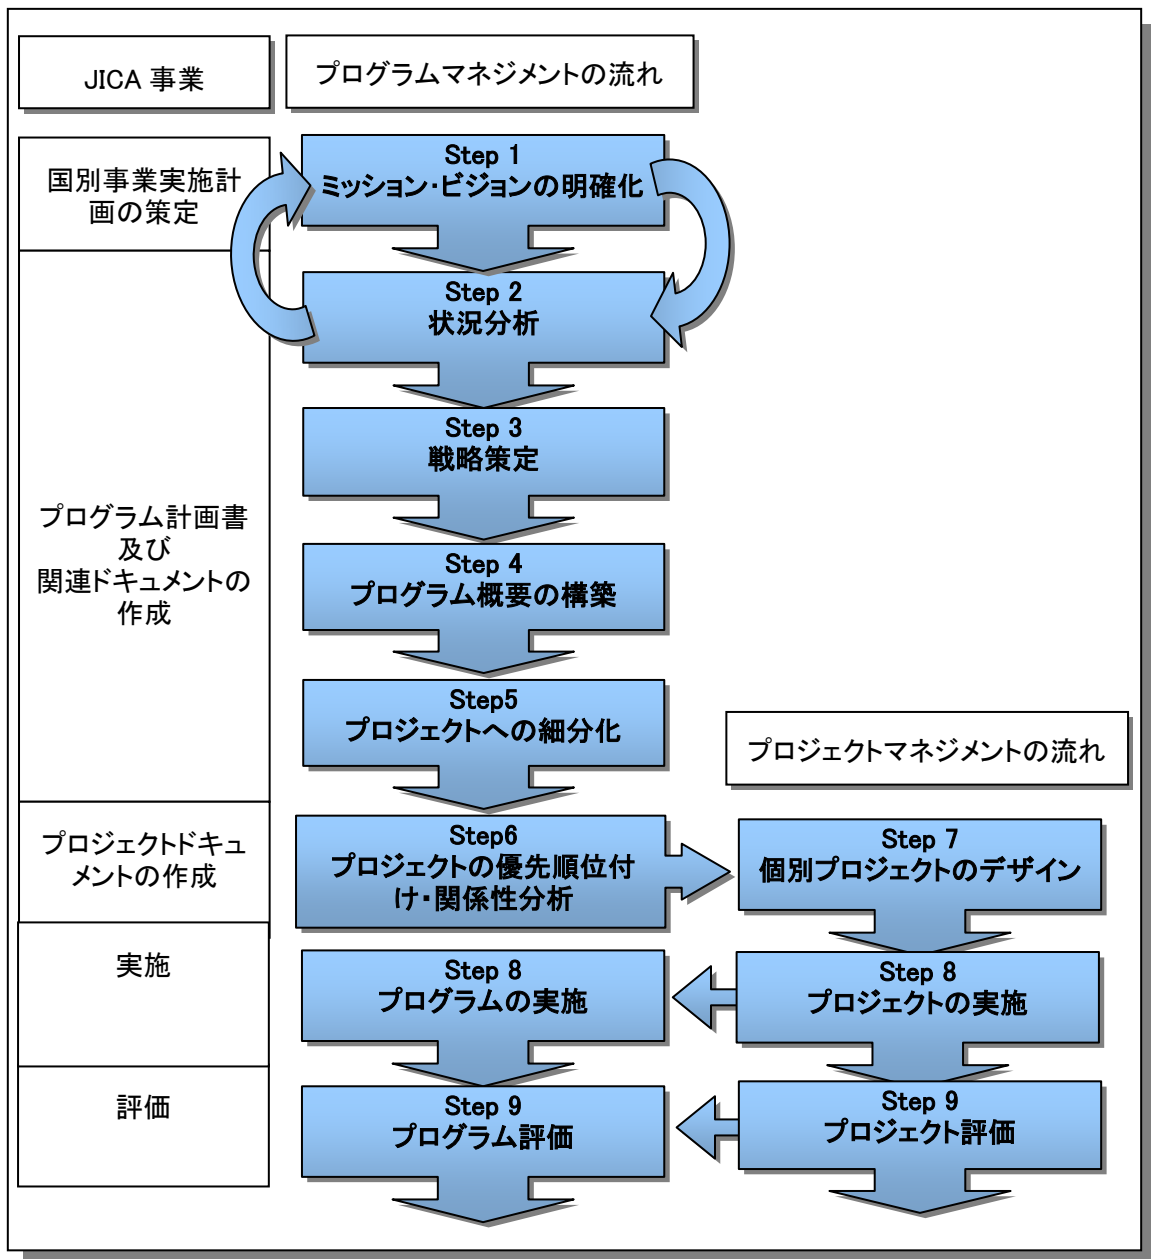 JICA 事業
プログラムマネジメントの流れ
国別事業実施計
画の策定
Step 1
ミッション・ビジョンの明確化
Step 2
状況分析
Step 3
戦略策定
プログラム計画書
及び
関連ドキュメントの
作成
Step 4
プログラム概要の構築
Step5
プロジェクトへの細分化
プロジェクトマネジメントの流れ
プロジェクトドキュ
メントの作成
Step6
プロジェクトの優先順位付
け・関係性分析
Step 7
個別プロジェクトのデザイン
実施
Step 8
プログラムの実施
Step 8
プロジェクトの実施
評価
Step 9
プログラム評価
Step 9
プロジェクト評価